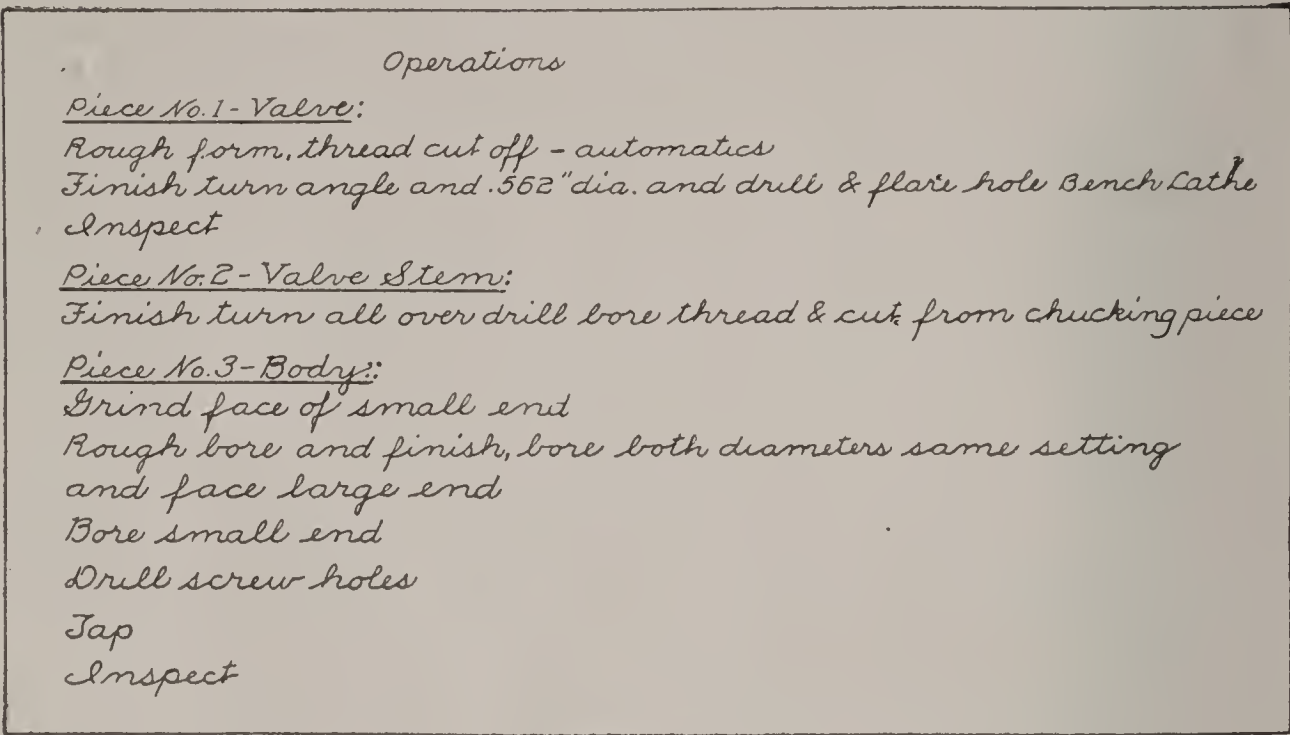 Operations
Piece No. 1 - Valve:
Rough form, thread cut off - automatics
Finish turn angle and .562" dia. and drill & flare hole Bench Lathe
Inspect
Piece No. 2 - Valve Stem:
Finish turn all over drill bore thread & cut from chucking piece
Piece No. 3 - Body::
Grind face of small end
Rough bore and finish, bore both diameters same setting
and face large end
Bore small end
Drill screw holes
Tap
Inspect